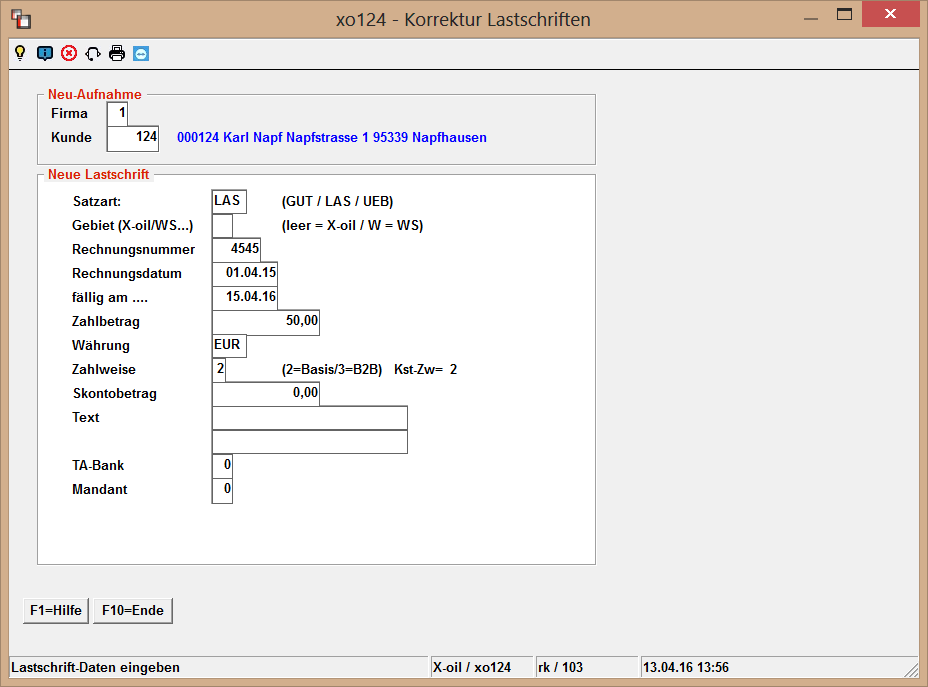 xo124 - Korrektur Lastschriften
Neu-Aufnahme
Firma 1
Kunde 124 000124 Karl Napf Napfstrasse 1 95339 Napfhausen
Neue Lastschrift
Satzart: LAS (GUT / LAS / UEB)
Gebiet (X-oil/WS...) (leer = X-oil / W = WS)
Rechnungsnummer 4545
Rechnungsdatum 01.04.15
fällig am .... 15.04.16
Zahlbetrag 50,00
Währung EUR
Zahlweise 2 (2=Basis/3=B2B) Kst-Zw= 2
Skontobetrag 0,00
Text
TA-Bank 0
Mandant 0
F1=Hilfe F10=Ende
Lastschrift-Daten eingeben X-oil / xo124 rk / 103 13.04.16 13:56